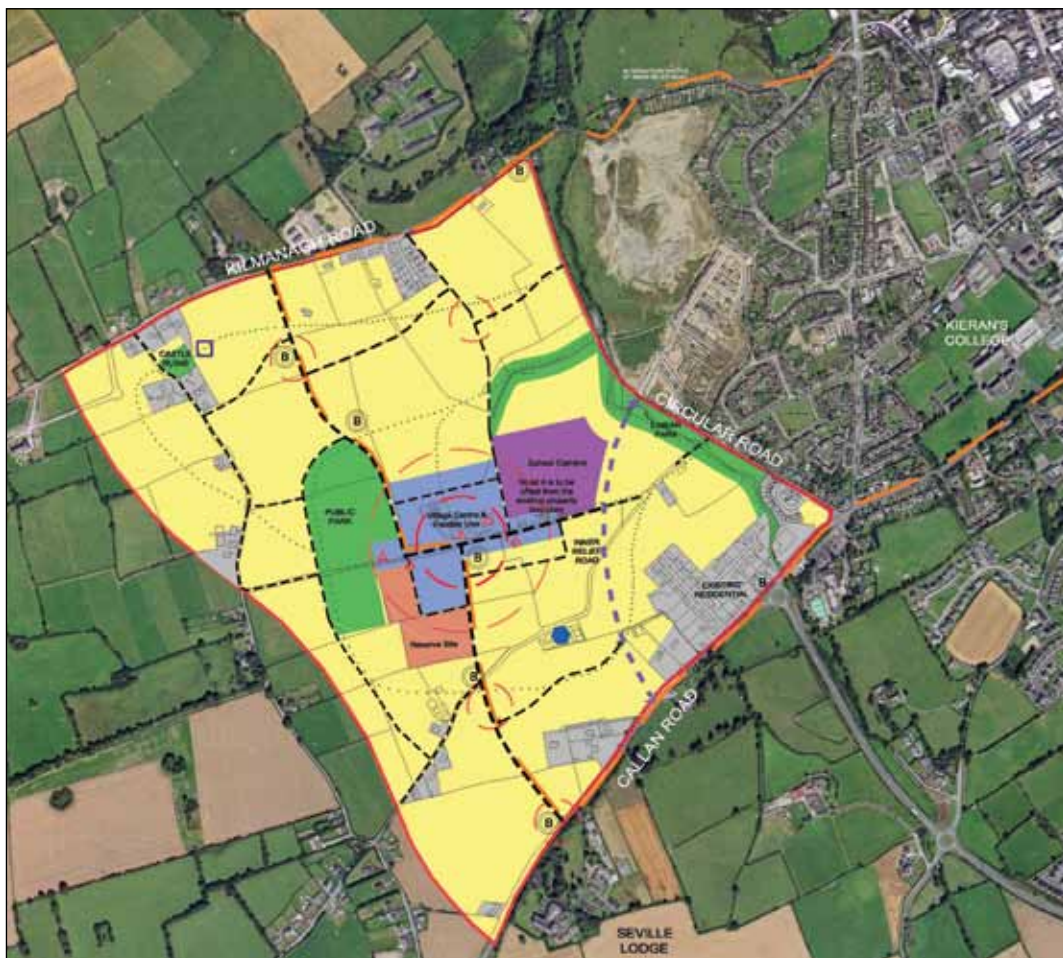 KILMANAGH ROAD
B
KIERAN'S
COLLEGE
CASTLE
B
CIRCULAR ROAD
B
School Campus
PUBLIC
PARK
Village Centre &
Flexible Use
INNER
RELIEF
ROAD
B
EXISTING
RESIDENTIAL
B
Reserve Site
B
CALLAN ROAD
B
SEVILLE
LODGE